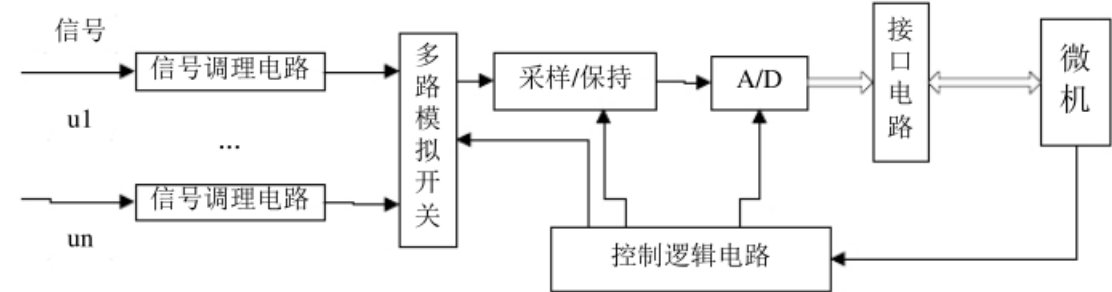 信号
信号调理电路
u1
...
信号调理电路
un
多路模拟开关
采样/保持
A/D
接口电路
微机
控制逻辑电路